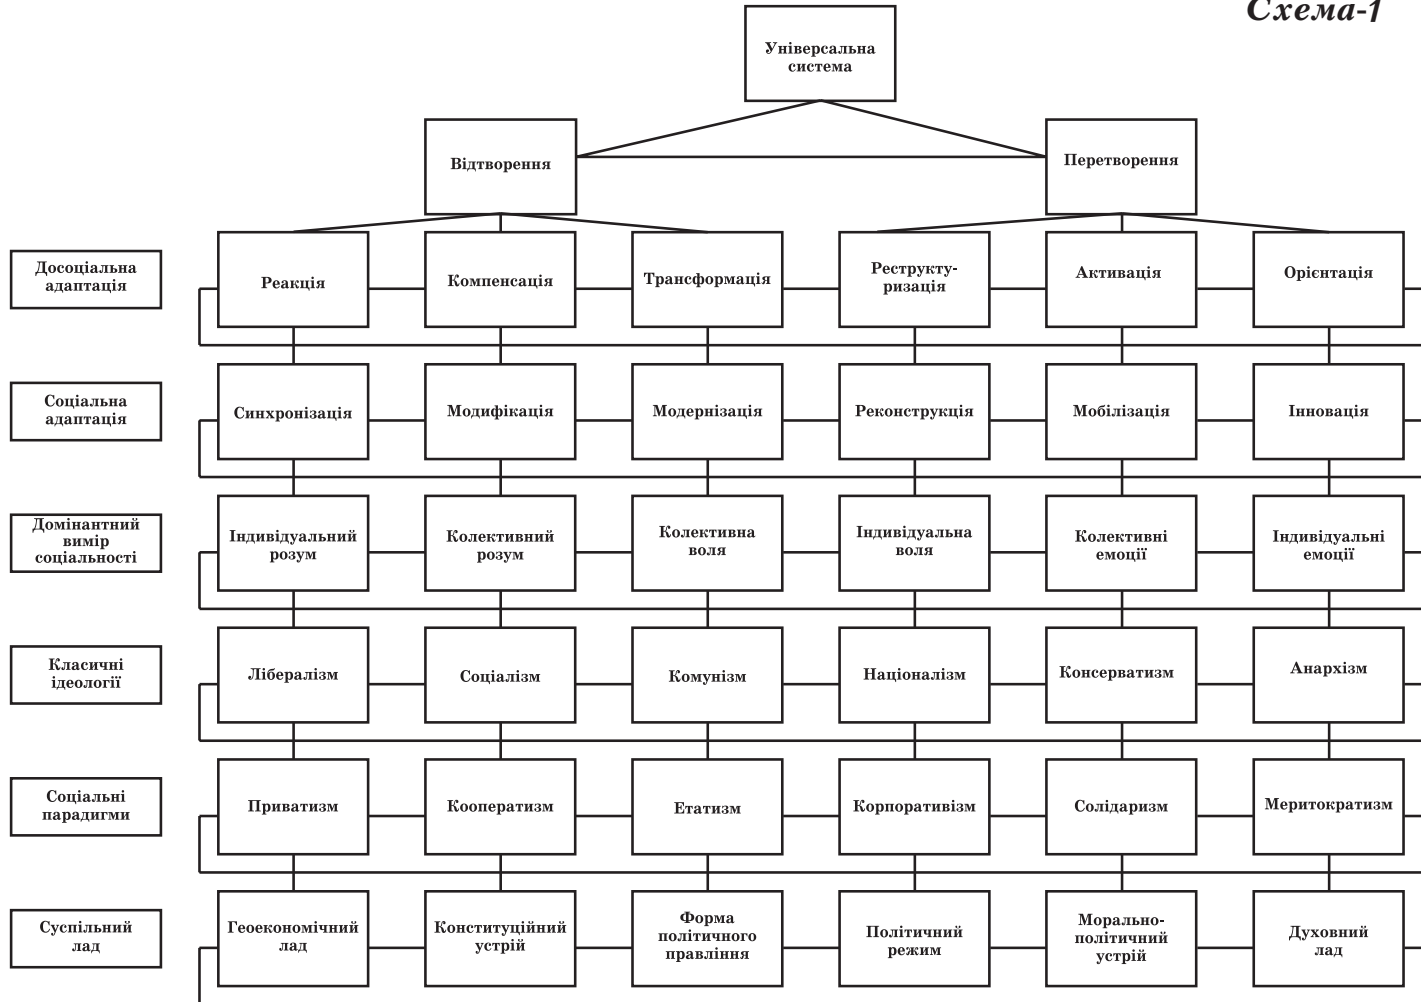 Схема-1
Універсальна
система
Відтворення
Перетворення
Досоціальна
адаптація
Реакція
Компенсація
Трансформація
Реструкту-
ризація
Активація
Орієнтація
Соціальна
адаптація
Синхронізація
Модифікація
Модернізація
Реконструкція
Мобілізація
Інновація
Домінантний
вимір
соціальності
Індивідуальний
розум
Колективний
розум
Колективна
воля
Індивідуальна
воля
Колективні
емоції
Індивідуальні
емоції
Класичні
ідеології
Лібералізм
Соціалізм
Комунізм
Націоналізм
Консерватизм
Анархізм
Соціальні
парадигми
Приватизм
Кооператизм
Етатизм
Корпоративізм
Солідаризм
Меритократизм
Суспільний
лад
Геоекономічний
лад
Конституційний
устрій
Форма
політичного
правління
Політичний
режим
Морально-
політичний
устрій
Духовний
лад